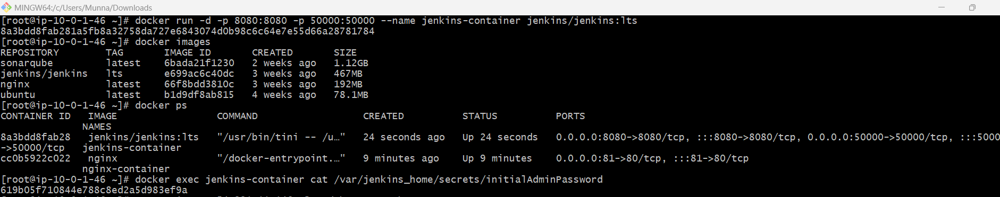 MINGW64:/c/Users/Munna/Downloads
[root@ip-10-0-1-46 ~]# docker run -d -p 8080:8080 -p 50000:50000 --name jenkins-container jenkins/jenkins:lts
8a3bdd8fab281a5fb8a32758da727e6843074d0b98c6c64e7e55d66a28781784
[root@ip-10-0-1-46 ~]# docker images
REPOSITORY TAG IMAGE ID CREATED SIZE
sonarqube latest 6bada21f1230 2 weeks ago 1.12GB
jenkins/jenkins lts e699ac6c40dc 3 weeks ago 467MB
nginx latest 66f8bdd3810c 3 weeks ago 192MB
ubuntu latest b1d9df8ab815 4 weeks ago 78.1MB
[root@ip-10-0-1-46 ~]# docker ps
CONTAINER ID IMAGE COMMAND CREATED STATUS PORTS
NAMES
8a3bdd8fab28 jenkins/jenkins:lts "/usr/bin/tini -- /u…" 24 seconds ago Up 24 seconds 0.0.0.0:8080->8080/tcp, :::8080->8080/tcp, 0.0.0.0:50000->50000/tcp, :::5000
->50000/tcp jenkins-container
cc0b5922c022 nginx "/docker-entrypoint.…" 9 minutes ago Up 9 minutes 0.0.0.0:81->80/tcp, :::81->80/tcp
nginx-container
[root@ip-10-0-1-46 ~]# docker exec jenkins-container cat /var/jenkins_home/secrets/initialAdminPassword
619b05f710844e788c8ed2a5d983ef9a